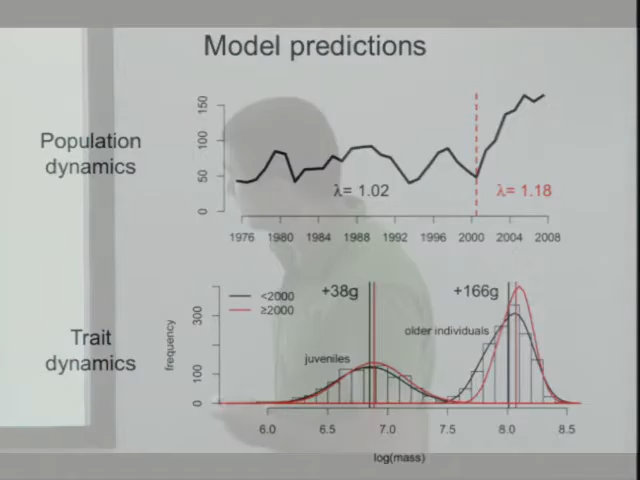 Model predictions
Population
dynamics
150
100
50
0
λ= 1.02
λ= 1.18
1976 1980 1984 1988 1992 1996 2000 2004 2008
Trait
dynamics
frequency
300
100
0
<2000
≥2000
+38g
+166g
juveniles
older individuals
6.0 6.5 7.0 7.5 8.0 8.5
log(mass)